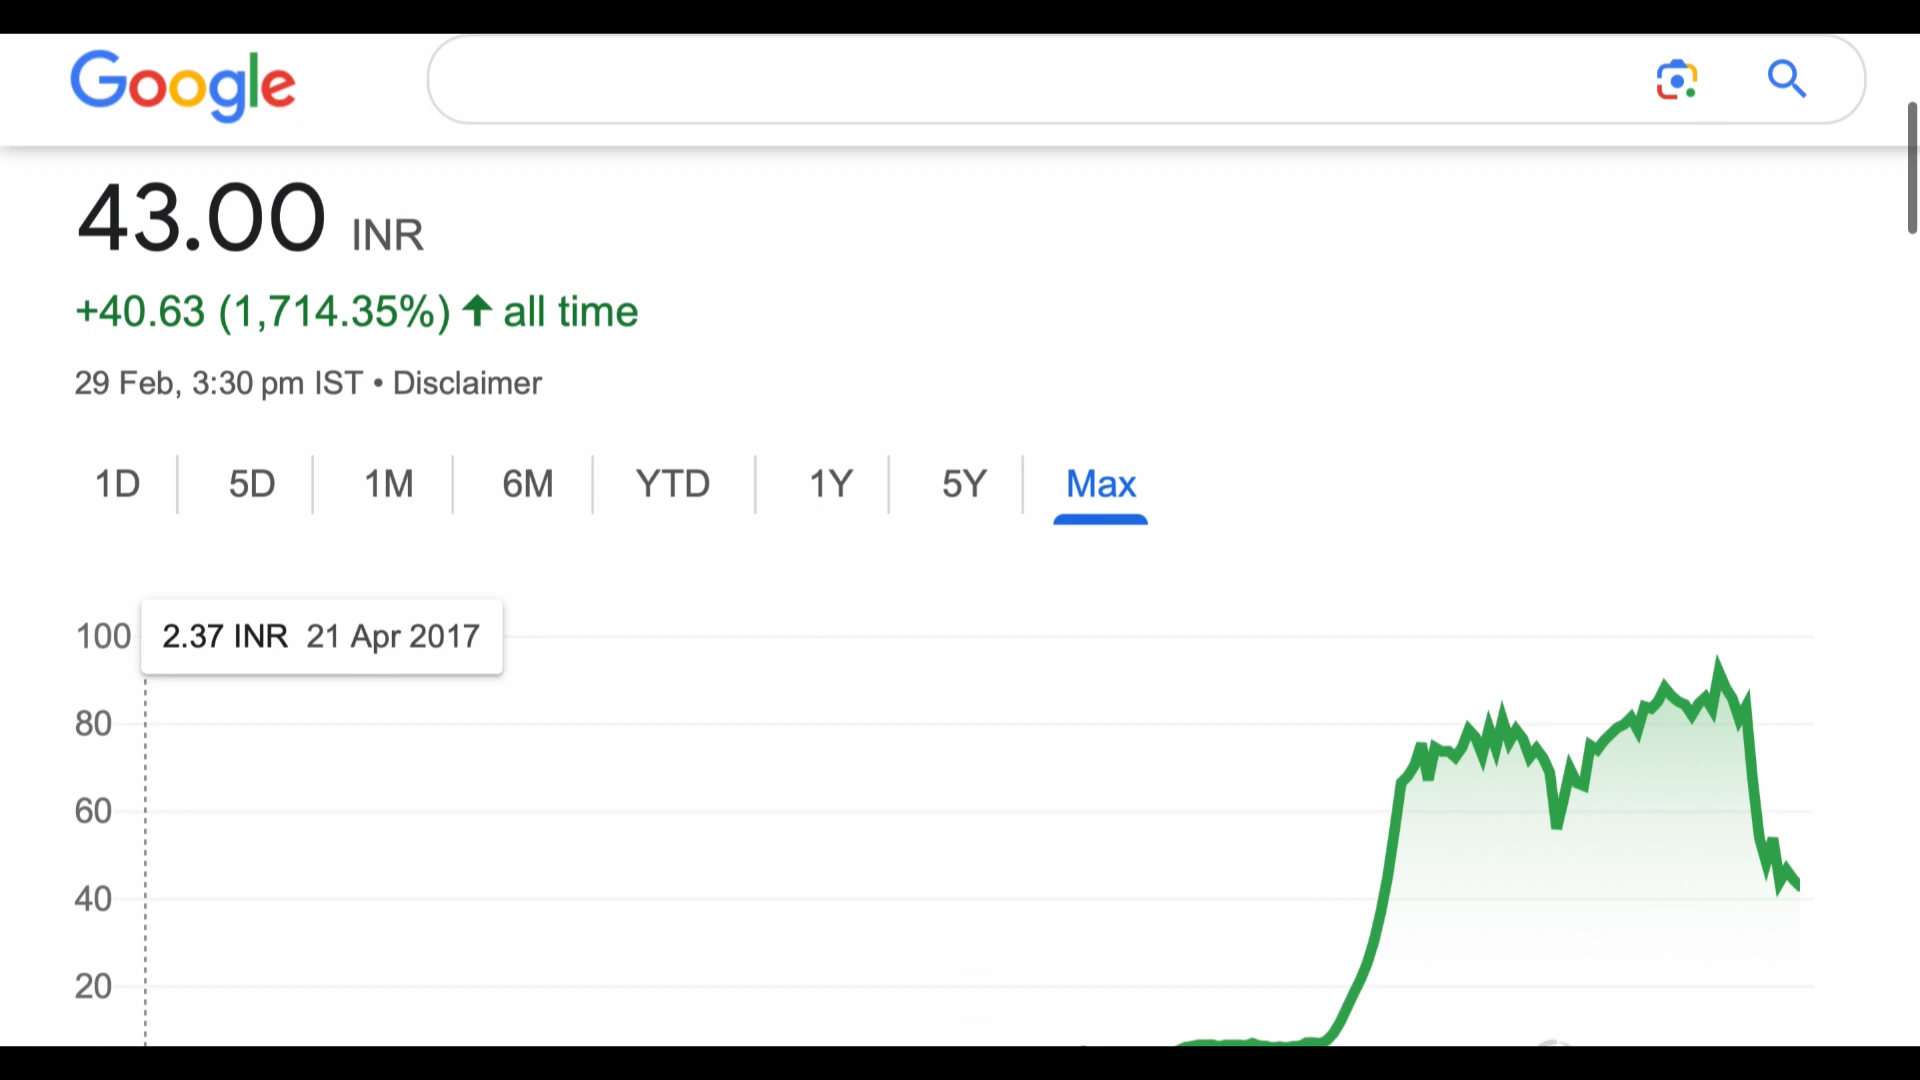 Google
43.00 INR
+40.63 (1,714.35%) ↑ all time
29 Feb, 3:30 pm IST • Disclaimer
1D 5D 1M 6M YTD 1Y 5Y Max
100 2.37 INR 21 Apr 2017
80
60
40
20